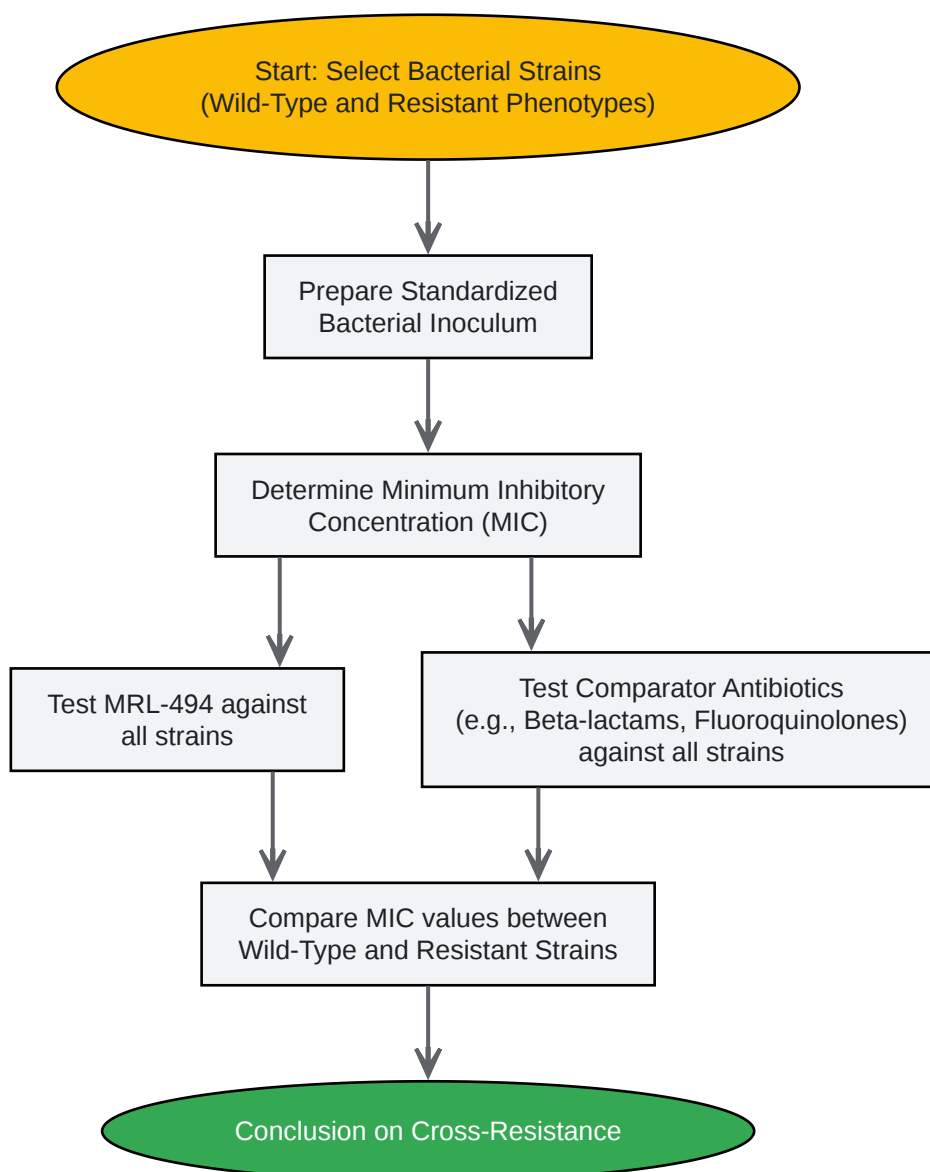 Start: Select Bacterial Strains
(Wild-Type and Resistant Phenotypes)
Prepare Standardized
Bacterial Inoculum
Determine Minimum Inhibitory
Concentration (MIC)
Test MRL-494 against
all strains
Test Comparator Antibiotics
(e.g., Beta-lactams, Fluoroquinolones)
against all strains
Compare MIC values between
Wild-Type and Resistant Strains
Conclusion on Cross-Resistance